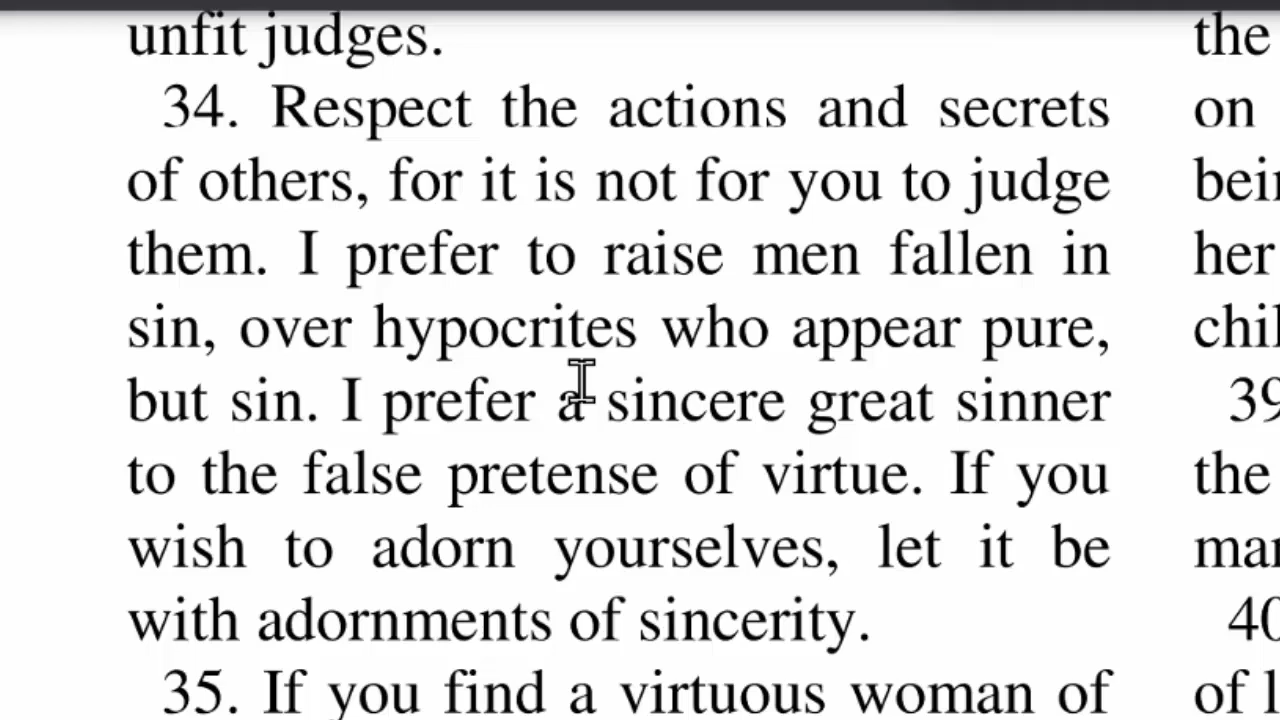 unfit judges.
34. Respect the actions and secrets
of others, for it is not for you to judge
them. I prefer to raise men fallen in
sin, over hypocrites who appear pure,
but sin. I prefer a sincere great sinner
to the false pretense of virtue. If you
wish to adorn yourselves, let it be
with adornments of sincerity.
35. If you find a virtuous woman of
the
on
her
39
the
40
of